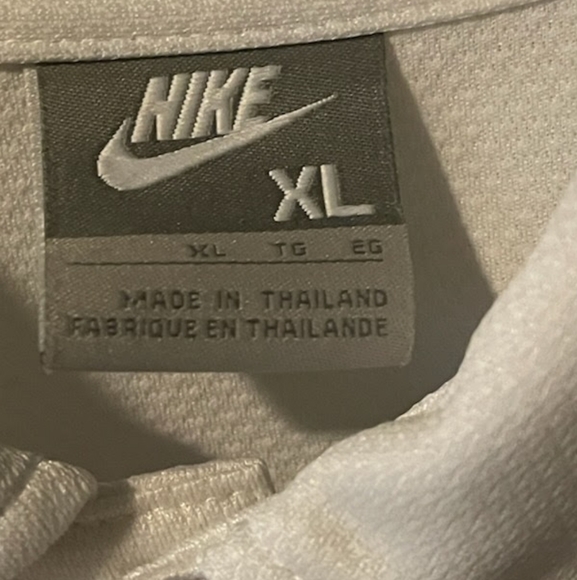 NIKE
XL
XL TG EG
MADE IN THAILAND
FABRIQUE EN THAILANDE